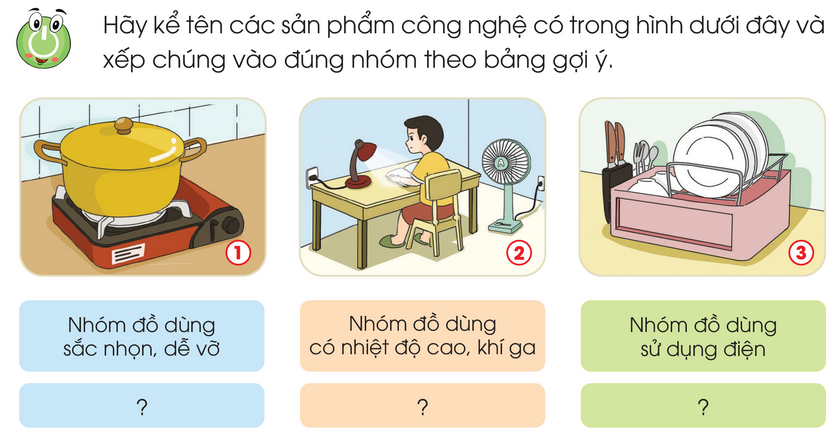 Hãy kể tên các sản phẩm công nghệ có trong hình dưới đây và
xếp chúng vào đúng nhóm theo bảng gợi ý.
1
2
3
Nhóm đồ dùng
sắc nhọn, dễ vỡ
Nhóm đồ dùng
có nhiệt độ cao, khí ga
Nhóm đồ dùng
sử dụng điện
?
?
?